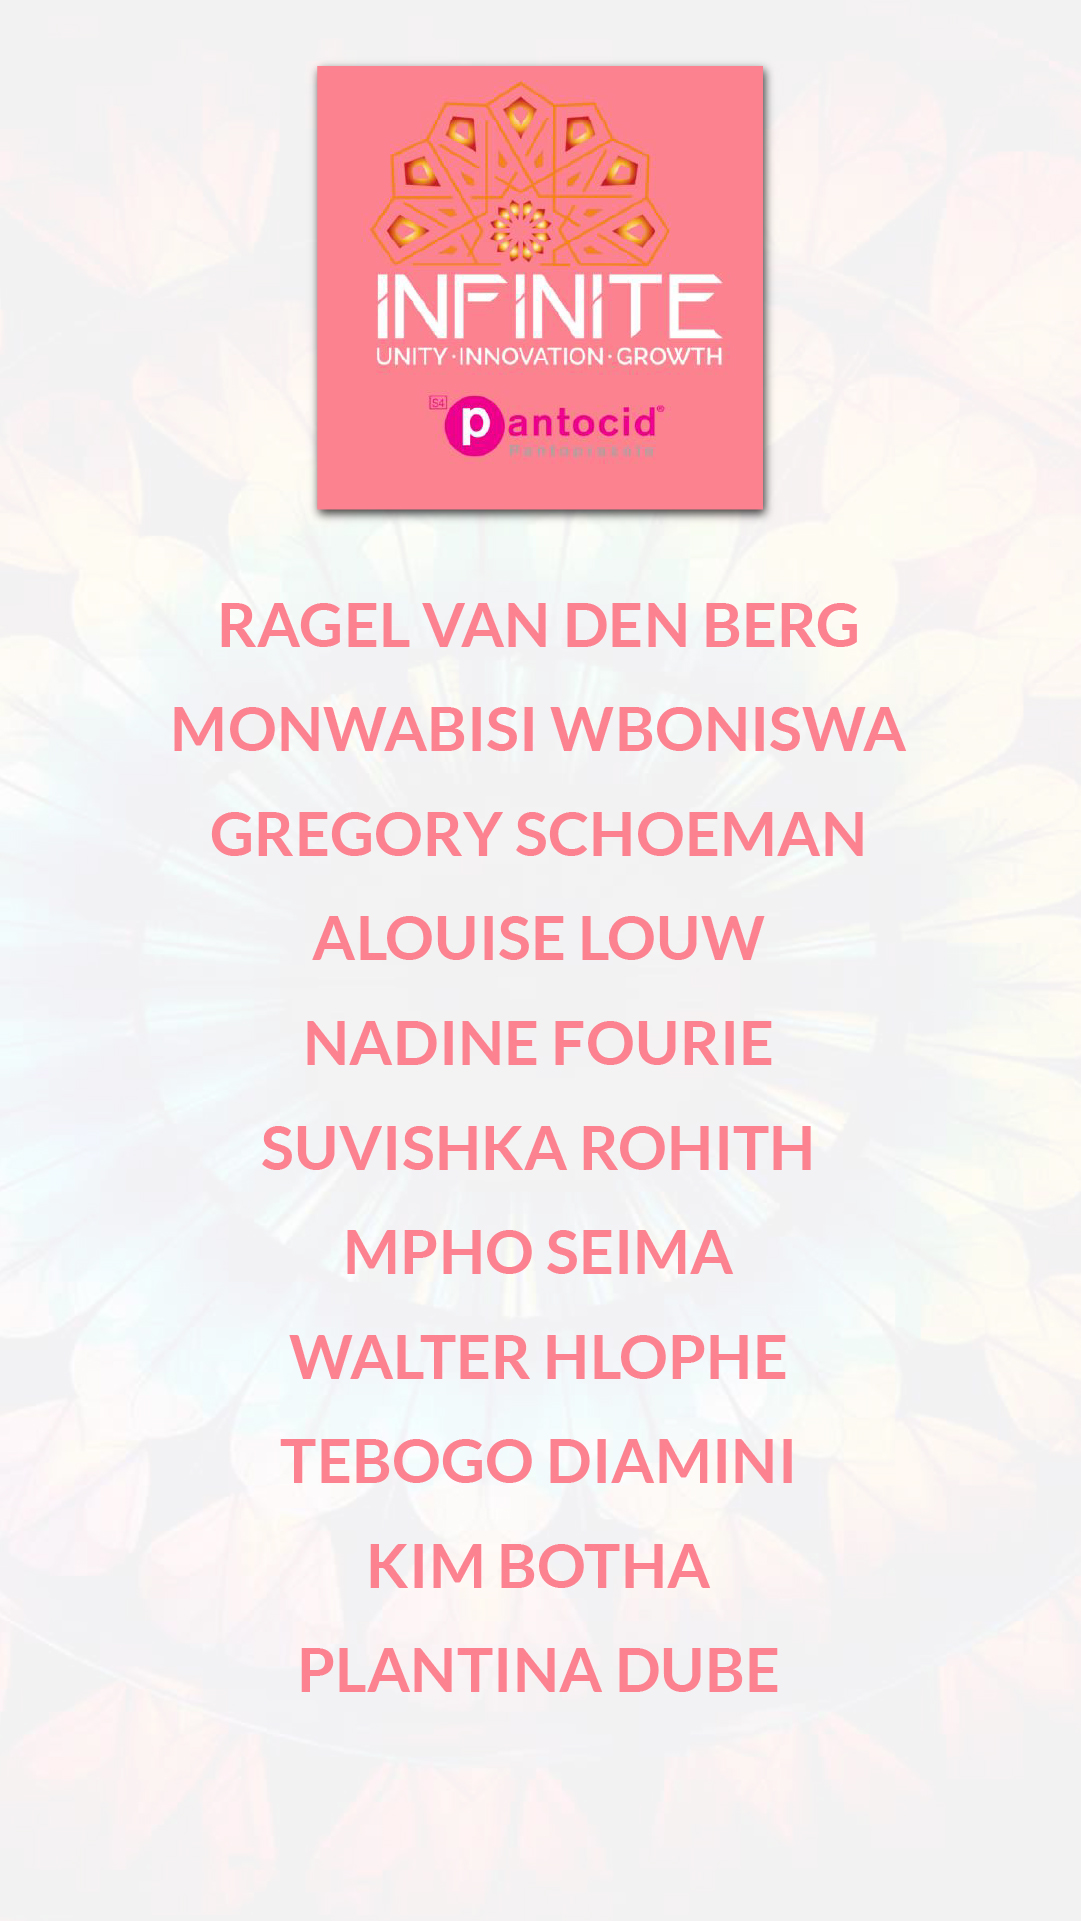 INFINITE
UNITY · INNOVATION · GROWTH
S4
pantocid®
Pantoprazole
RAGEL VAN DEN BERG
MONWABISI WBONISWA
GREGORY SCHOEMAN
ALOUISE LOUW
NADINE FOURIE
SUVISHKA ROHITH
MPHO SEIMA
WALTER HLOPHE
TEBOGO DIAMINI
KIM BOTHA
PLANTINA DUBE